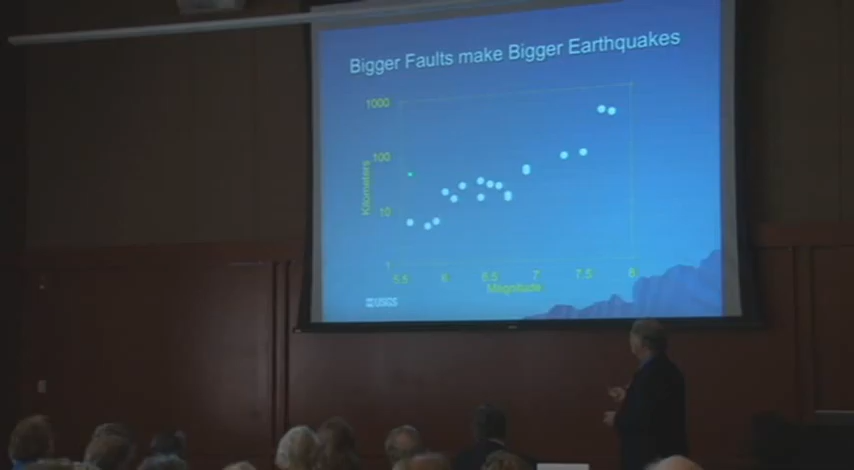 Bigger Faults make Bigger Earthquakes
1000
100
10
1
Kilometers
5.5 6 6.5 7 7.5 8
Magnitude
USGS